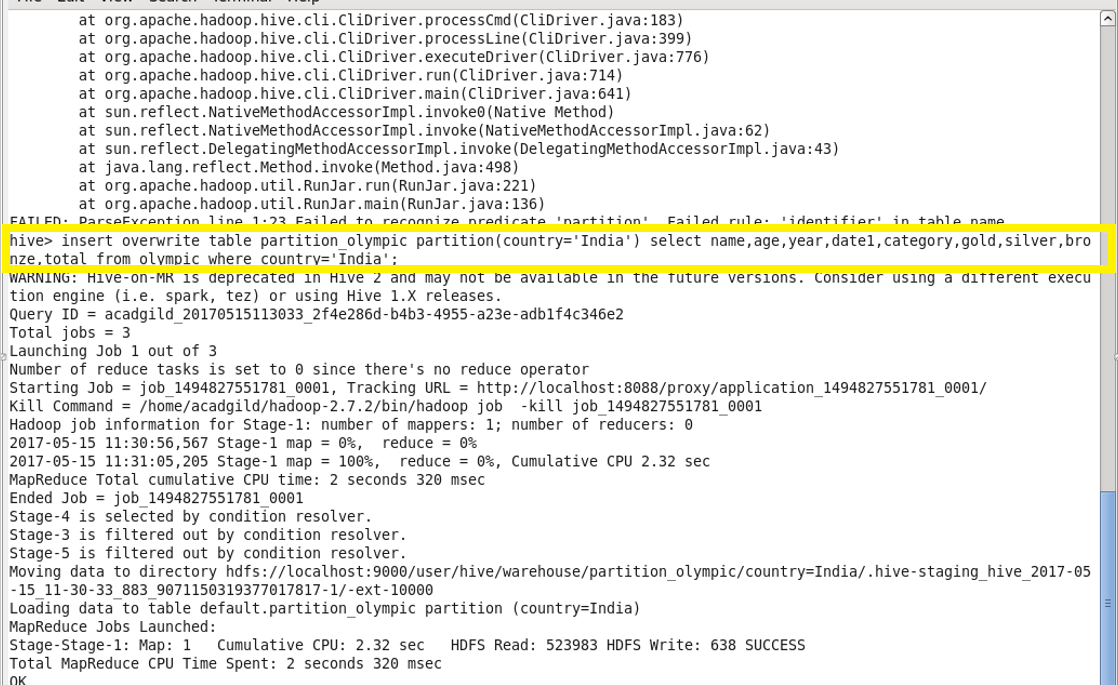 at org.apache.hadoop.hive.cli.CliDriver.processCmd(CliDriver.java:183)
at org.apache.hadoop.hive.cli.CliDriver.processLine(CliDriver.java:399)
at org.apache.hadoop.hive.cli.CliDriver.executeDriver(CliDriver.java:776)
at org.apache.hadoop.hive.cli.CliDriver.run(CliDriver.java:714)
at org.apache.hadoop.hive.cli.CliDriver.main(CliDriver.java:641)
at sun.reflect.NativeMethodAccessorImpl.invoke0(Native Method)
at sun.reflect.NativeMethodAccessorImpl.invoke(NativeMethodAccessorImpl.java:62)
at sun.reflect.DelegatingMethodAccessorImpl.invoke(DelegatingMethodAccessorImpl.java:43)
at java.lang.reflect.Method.invoke(Method.java:498)
at org.apache.hadoop.util.RunJar.run(RunJar.java:221)
at org.apache.hadoop.util.RunJar.main(RunJar.java:136)
FAILED: ParseException line 1:23 Failed to recognize predicate 'partition'. Failed rule: 'identifier' in table name
hive> insert overwrite table partition_olympic partition(country='India') select name,age,year,date1,category,gold,silver,bro
nze,total from olympic where country='India';
WARNING: Hive-on-MR is deprecated in Hive 2 and may not be available in the future versions. Consider using a different execu
tion engine (i.e. spark, tez) or using Hive 1.X releases.
Query ID = acadgild_20170515113033_2f4e286d-b4b3-4955-a23e-adb1f4c346e2
Total jobs = 3
Launching Job 1 out of 3
Number of reduce tasks is set to 0 since there's no reduce operator
Starting Job = job_1494827551781_0001, Tracking URL = http://localhost:8088/proxy/application_1494827551781_0001/
Kill Command = /home/acadgild/hadoop-2.7.2/bin/hadoop job  -kill job_1494827551781_0001
Hadoop job information for Stage-1: number of mappers: 1; number of reducers: 0
2017-05-15 11:30:56,567 Stage-1 map = 0%,  reduce = 0%
2017-05-15 11:31:05,205 Stage-1 map = 100%,  reduce = 0%, Cumulative CPU 2.32 sec
MapReduce Total cumulative CPU time: 2 seconds 320 msec
Ended Job = job_1494827551781_0001
Stage-4 is selected by condition resolver.
Stage-3 is filtered out by condition resolver.
Stage-5 is filtered out by condition resolver.
Moving data to directory hdfs://localhost:9000/user/hive/warehouse/partition_olympic/country=India/.hive-staging_hive_2017-05
-15_11-30-33_883_9071150319377017817-1/-ext-10000
Loading data to table default.partition_olympic partition (country=India)
MapReduce Jobs Launched:
Stage-Stage-1: Map: 1   Cumulative CPU: 2.32 sec   HDFS Read: 523983 HDFS Write: 638 SUCCESS
Total MapReduce CPU Time Spent: 2 seconds 320 msec
OK